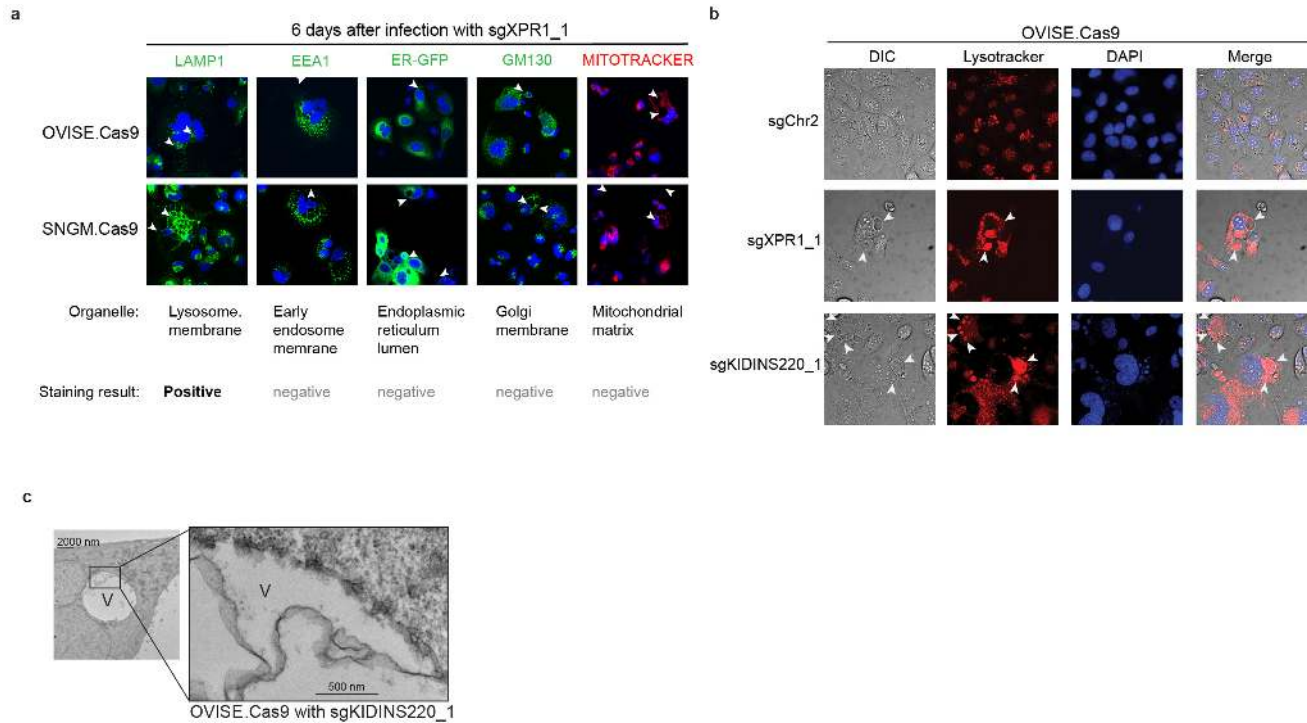 a
6 days after infection with sgXPR1_1
LAMP1 EEA1 ER-GFP GM130 MITOTRACKER
OVISE.Cas9
SNGM.Cas9
Organelle: Lysosome. Early Endoplasmic Golgi Mitochondrial
membrane endosome reticulum membrane matrix
memrane lumen
Staining result: Positive negative negative negative negative
b
OVISE.Cas9
DIC Lysotracker DAPI Merge
sgChr2
sgXPR1_1
sgKIDINS220_1
c
2000 nm
V
V
500 nm
OVISE.Cas9 with sgKIDINS220_1